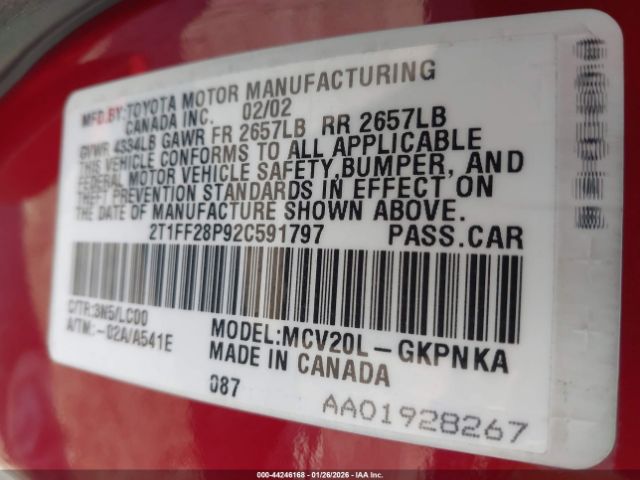 MFD.BY:TOYOTA MOTOR MANUFACTURING
CANADA INC. 02/02
GVWR 4334LB GAWR FR 2657LB RR 2657LB
THIS VEHICLE CONFORMS TO ALL APPLICABLE
FEDERAL MOTOR VEHICLE SAFETY,BUMPER, AND
THEFT PREVENTION STANDARDS IN EFFECT ON
THE DATE OF MANUFACTURE SHOWN ABOVE.
2T1FF28P92C591797 PASS.CAR
C/TR:3N5/LC00
A/TM:-02A/A541E
MODEL:MCV20L-GKPNKA
MADE IN CANADA
087
AA01928267
000-44246168 - 01/26/2026 - IAA Inc.